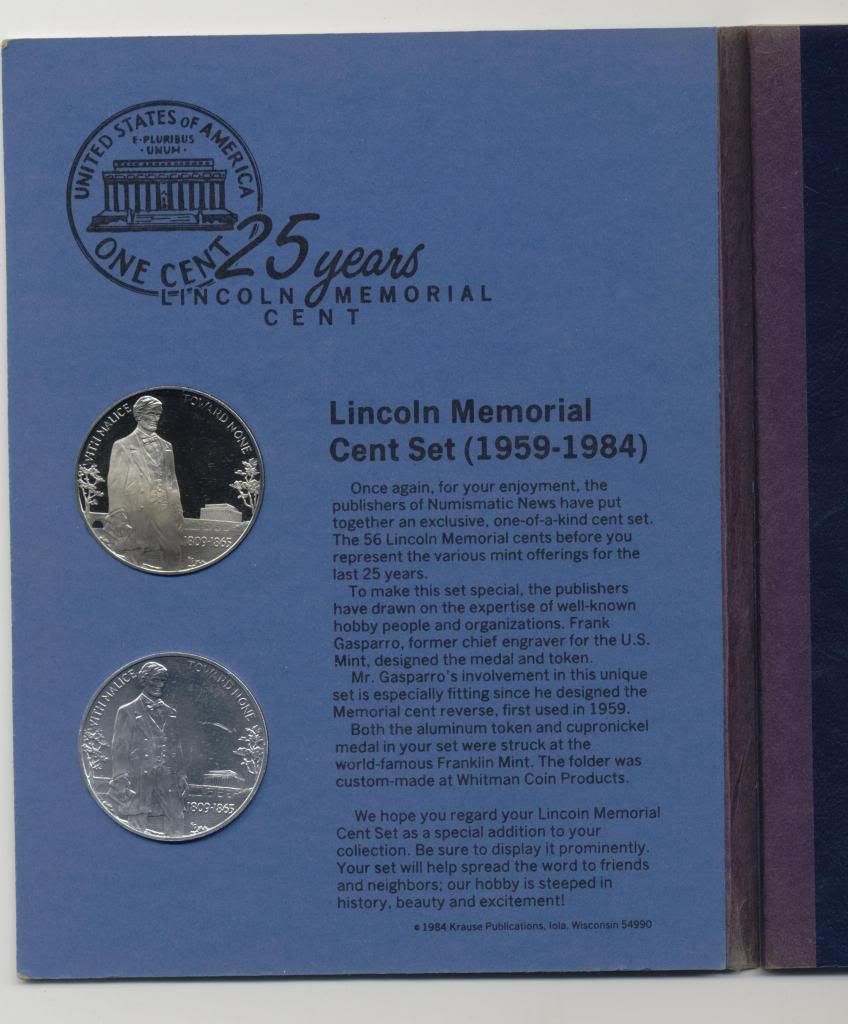 UNITED STATES OF AMERICA
E·PLURIBUS
·UNUM·
ONE CENT
25 years
LINCOLN MEMORIAL
CENT
WITH MALICE TOWARD NONE
1809-1865
WITH MALICE TOWARD NONE
1809-1865
Lincoln Memorial
Cent Set (1959-1984)
Once again, for your enjoyment, the
publishers of Numismatic News have put
together an exclusive, one-of-a-kind cent set.
The 56 Lincoln Memorial cents before you
represent the various mint offerings for the
last 25 years.
To make this set special, the publishers
have drawn on the expertise of well-known
hobby people and organizations. Frank
Gasparro, former chief engraver for the U.S.
Mint, designed the medal and token.
Mr. Gasparro's involvement in this unique
set is especially fitting since he designed the
Memorial cent reverse, first used in 1959.
Both the aluminum token and cupronickel
medal in your set were struck at the
world-famous Franklin Mint. The folder was
custom-made at Whitman Coin Products.
We hope you regard your Lincoln Memorial
Cent Set as a special addition to your
collection. Be sure to display it prominently.
Your set will help spread the word to friends
and neighbors; our hobby is steeped in
history, beauty and excitement!
© 1984 Krause Publications, Iola, Wisconsin 54990